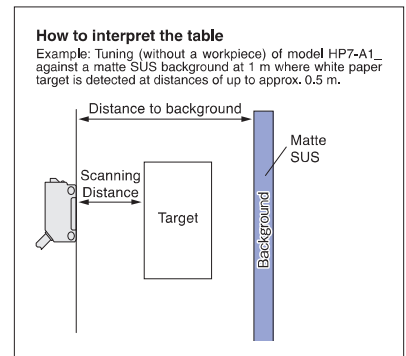 How to interpret the table
Example: Tuning (without a workpiece) of model HP7-A1_
against a matte SUS background at 1 m where white paper
target is detected at distances of up to approx. 0.5 m.
Distance to background
Matte
SUS
Scanning
Distance
Target
Background